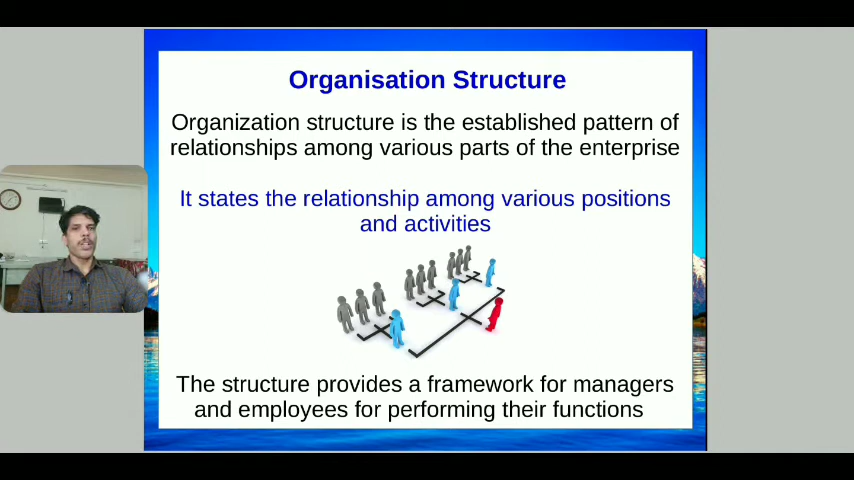 Organisation Structure
Organization structure is the established pattern of
relationships among various parts of the enterprise
It states the relationship among various positions
and activities
The structure provides a framework for managers
and employees for performing their functions